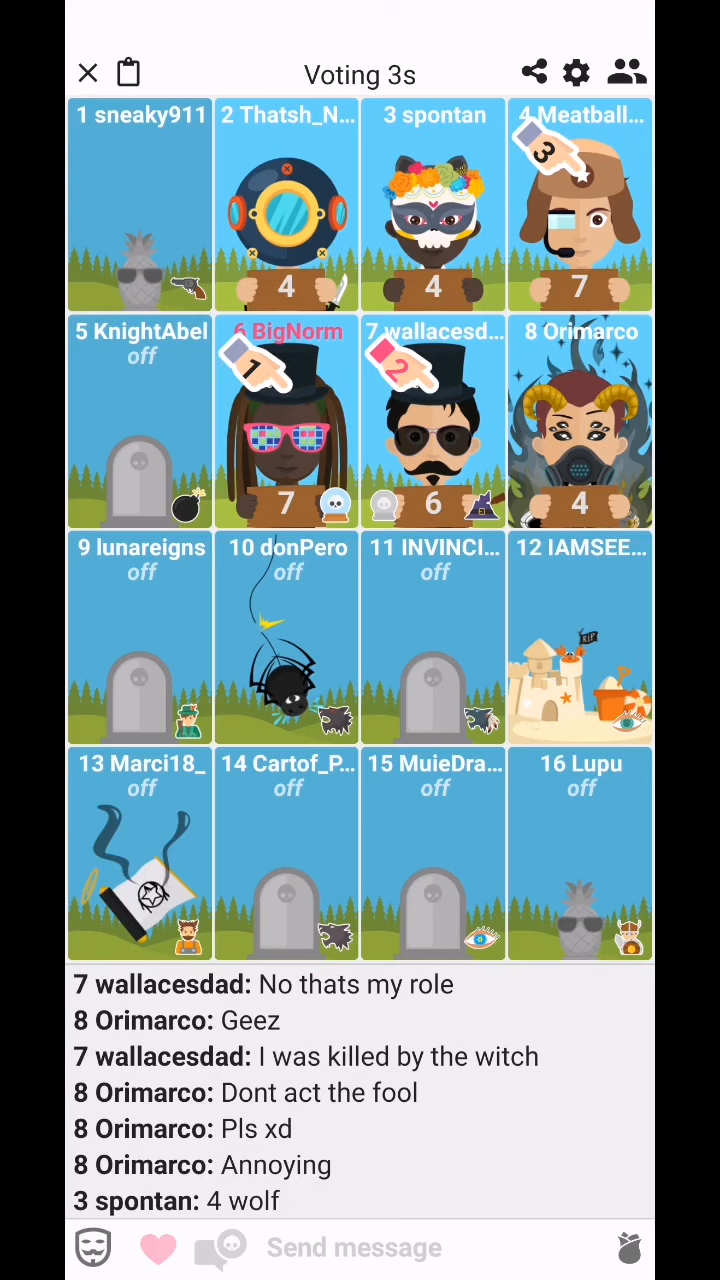 Voting 3s
1 sneaky911
2 Thatsh_N...
3 spontan
4 Meatball...
3
4
4
7
5 KnightAbel
off
6 BigNorm
7 wallacesd...
8 Orimarco
1
2
7
6
4
9 lunareigns
off
10 donPero
off
11 INVINCI...
off
12 IAMSEE...
RIP
13 Marci18_
off
14 Cartof_P...
off
15 MuieDra...
off
16 Lupu
off
7 wallacesdad: No thats my role
8 Orimarco: Geez
7 wallacesdad: I was killed by the witch
8 Orimarco: Dont act the fool
8 Orimarco: Pls xd
8 Orimarco: Annoying
3 spontan: 4 wolf
Send message